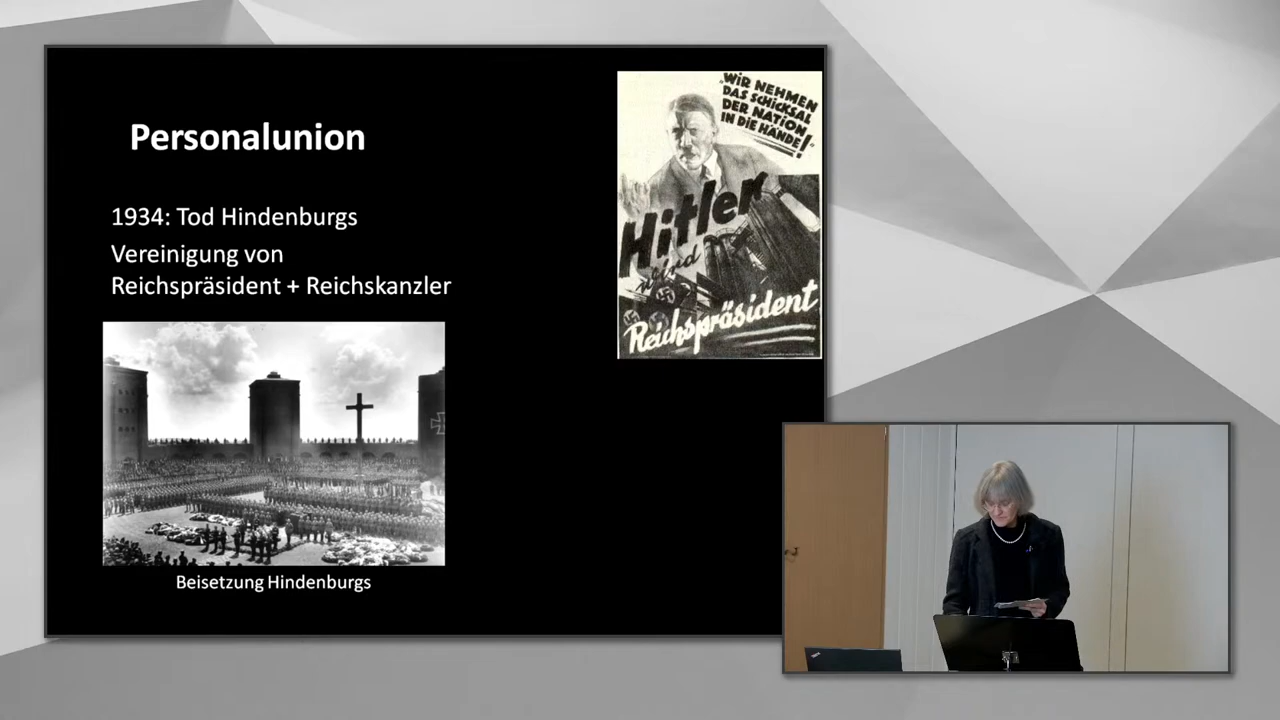 Personalunion
1934: Tod Hindenburgs
Vereinigung von
Reichspräsident + Reichskanzler
Beisetzung Hindenburgs
„WIR NEHMEN
DAS SCHICKSAL
DER NATION
IN DIE HÄNDE!"
Hitler
wird
Reichspräsident